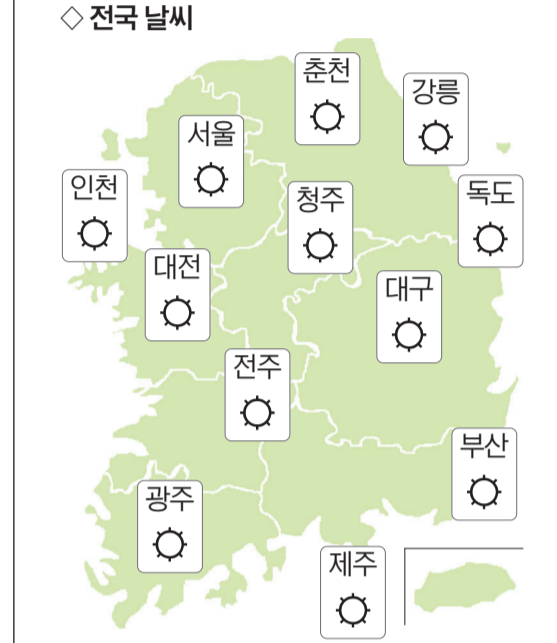 ◇ 전국 날씨
춘천
강릉
서울
인천
청주
독도
대전
대구
전주
부산
광주
제주